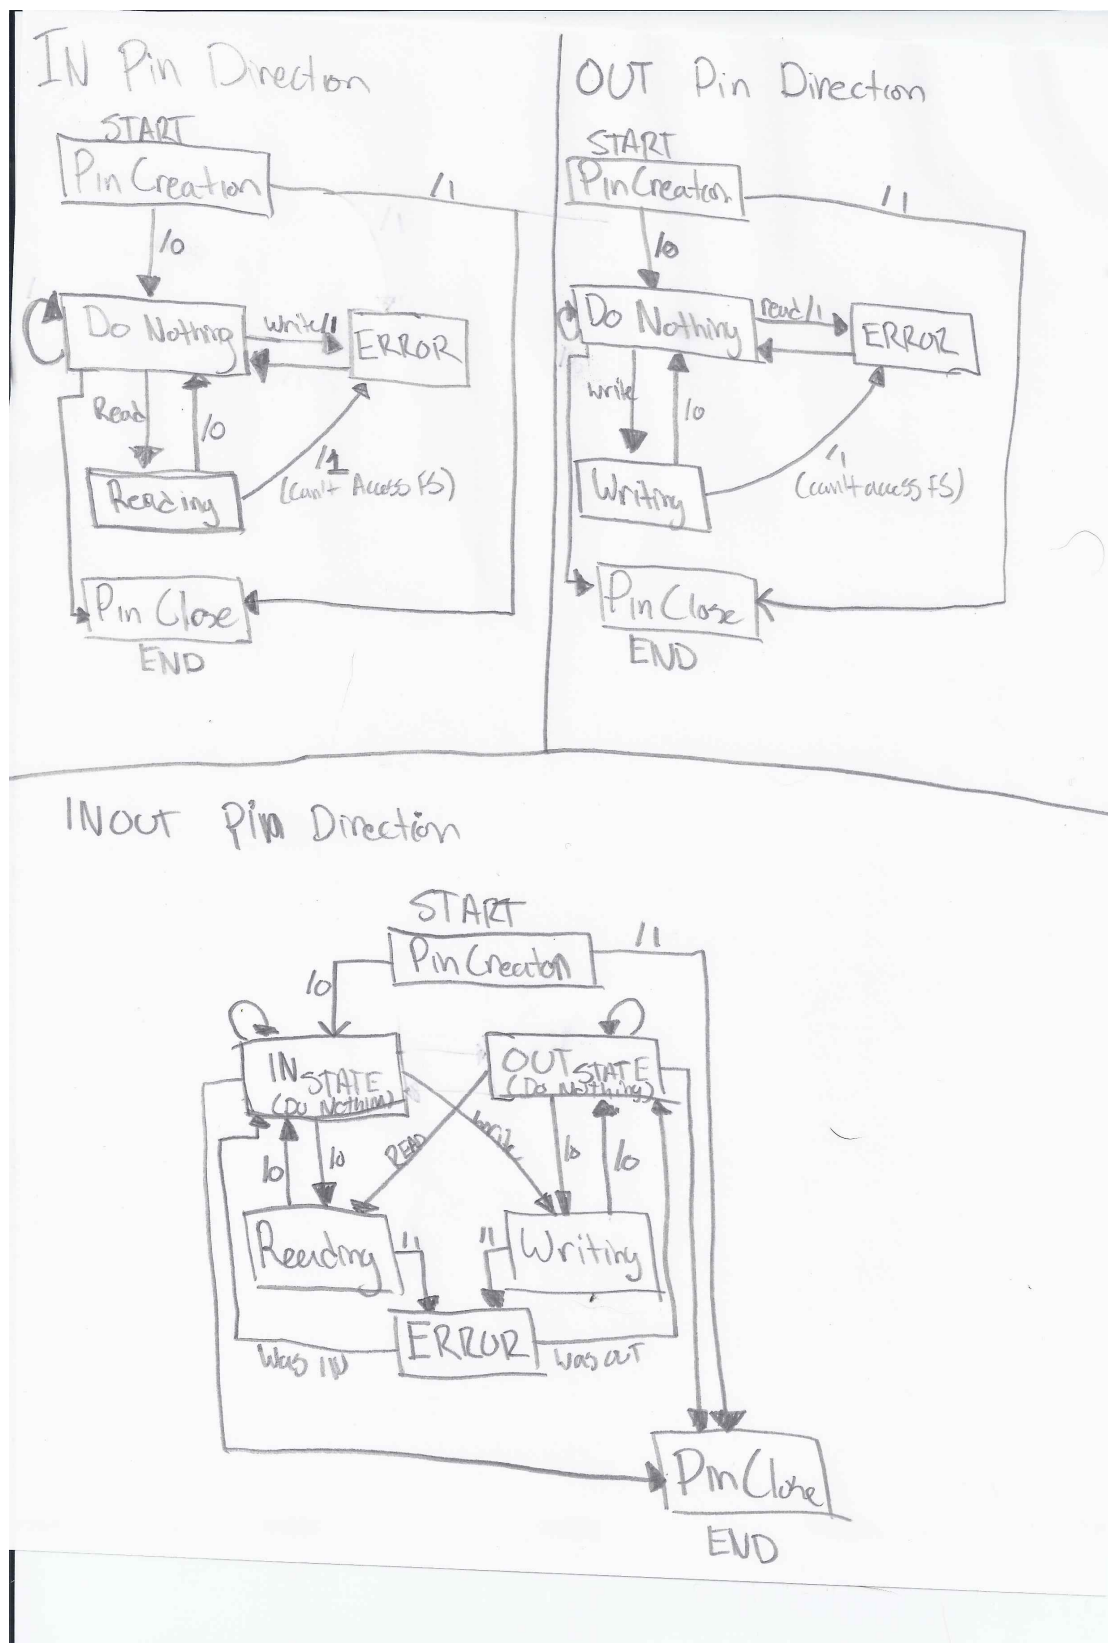 IN Pin Direction
START
Pin Creation
/1
/0
Do Nothing
Write/1
ERROR
Read
/0
/1
(Can't Access FS)
Reading
Pin Close
END
OUT Pin Direction
START
Pin Creation
/1
/0
Do Nothing
read/1
ERROR
write
/0
/1
(can't access FS)
Writing
Pin Close
END
INOUT Pin Direction
START
Pin Creaton
/1
/0
IN STATE
(Do Nothing)
OUT STATE
(Do Nothing)
READ
Write
/0
/0
/0
/0
Reading
/1
/1
Writing
ERROR
Was IN
Was OUT
Pin Close
END